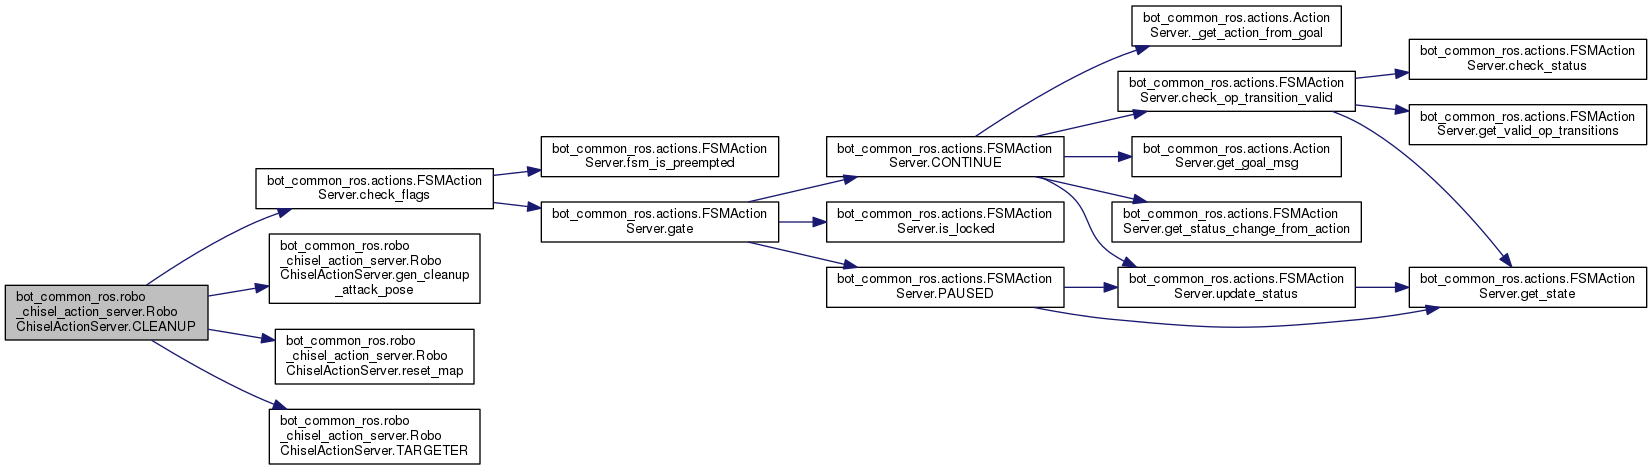 bot_common_ros.robo
_chisel_action_server.Robo
ChiselActionServer.CLEANUP
bot_common_ros.actions.FSMAction
Server.check_flags
bot_common_ros.robo
_chisel_action_server.Robo
ChiselActionServer.gen_cleanup
_attack_pose
bot_common_ros.robo
_chisel_action_server.Robo
ChiselActionServer.reset_map
bot_common_ros.robo
_chisel_action_server.Robo
ChiselActionServer.TARGETER
bot_common_ros.actions.FSMAction
Server.fsm_is_preempted
bot_common_ros.actions.FSMAction
Server.gate
bot_common_ros.actions.FSMAction
Server.CONTINUE
bot_common_ros.actions.FSMAction
Server.is_locked
bot_common_ros.actions.FSMAction
Server.PAUSED
bot_common_ros.actions.Action
Server._get_action_from_goal
bot_common_ros.actions.FSMAction
Server.check_op_transition_valid
bot_common_ros.actions.Action
Server.get_goal_msg
bot_common_ros.actions.FSMAction
Server.get_status_change_from_action
bot_common_ros.actions.FSMAction
Server.update_status
bot_common_ros.actions.FSMAction
Server.check_status
bot_common_ros.actions.FSMAction
Server.get_valid_op_transitions
bot_common_ros.actions.FSMAction
Server.get_state